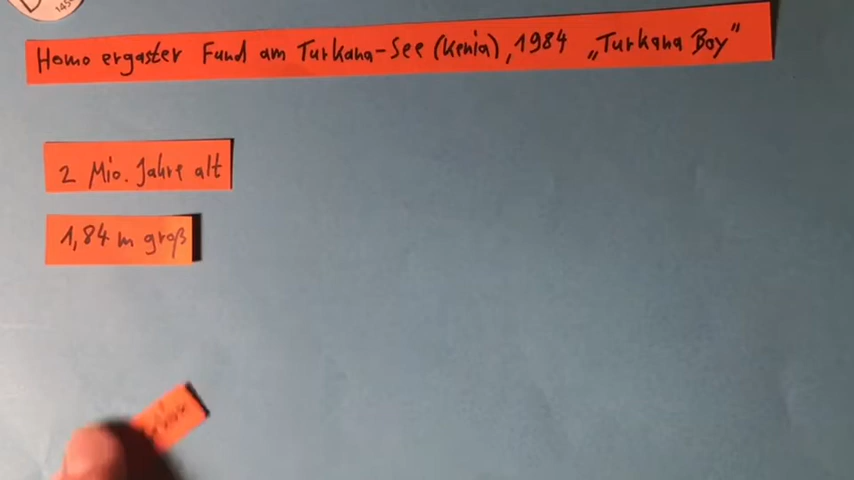 Homo ergaster Fund am Turkana-See (Kenia), 1984 „Turkana Boy"
2 Mio. Jahre alt
1,84 m groß